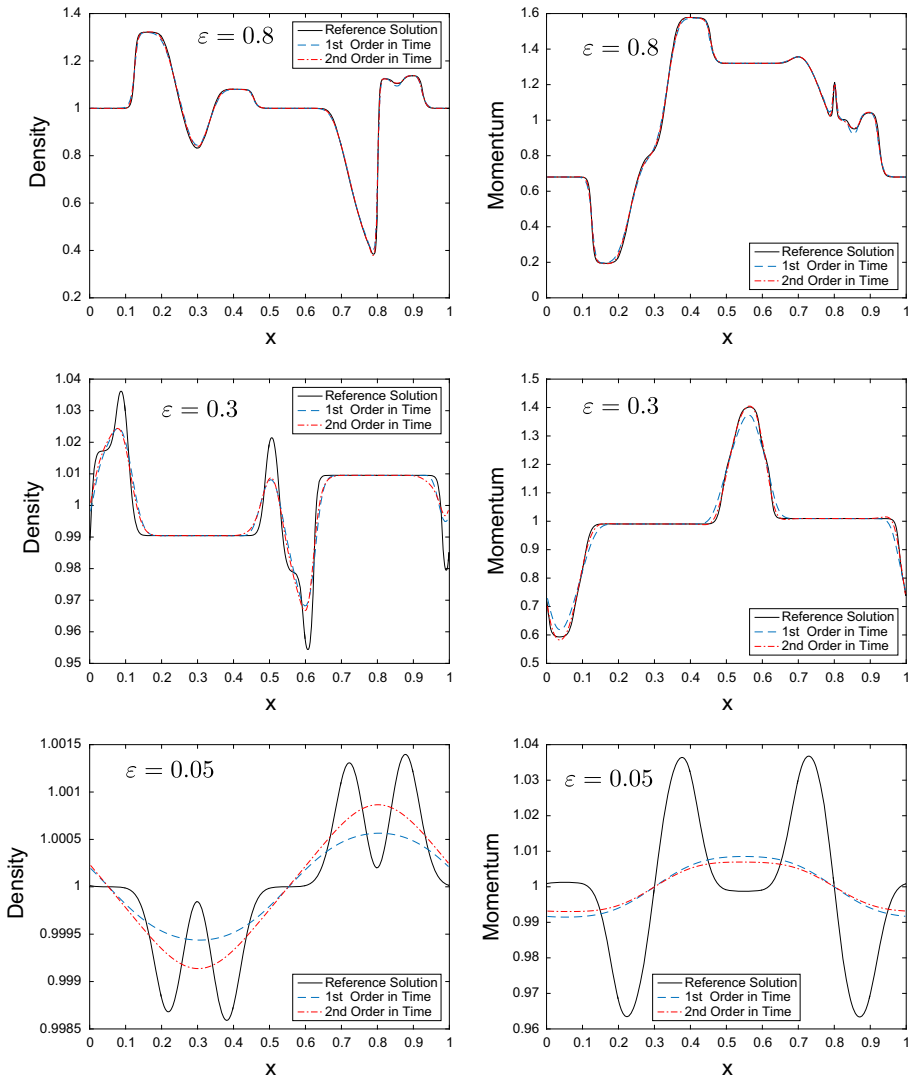 ε = 0.8
Reference Solution
1st Order in Time
2nd Order in Time
Density
1.4
1.2
1
0.8
0.6
0.4
0.2
0 0.1 0.2 0.3 0.4 0.5 0.6 0.7 0.8 0.9 1
x
ε = 0.8
Reference Solution
1st Order in Time
2nd Order in Time
Momentum
1.6
1.4
1.2
1
0.8
0.6
0.4
0.2
0
0 0.1 0.2 0.3 0.4 0.5 0.6 0.7 0.8 0.9 1
x
ε = 0.3
Reference Solution
1st Order in Time
2nd Order in Time
Density
1.04
1.03
1.02
1.01
1
0.99
0.98
0.97
0.96
0.95
0 0.1 0.2 0.3 0.4 0.5 0.6 0.7 0.8 0.9 1
x
ε = 0.3
Reference Solution
1st Order in Time
2nd Order in Time
Momentum
1.5
1.4
1.3
1.2
1.1
1
0.9
0.8
0.7
0.6
0.5
0 0.1 0.2 0.3 0.4 0.5 0.6 0.7 0.8 0.9 1
x
ε = 0.05
Reference Solution
1st Order in Time
2nd Order in Time
Density
1.0015
1.001
1.0005
1
0.9995
0.999
0.9985
0 0.1 0.2 0.3 0.4 0.5 0.6 0.7 0.8 0.9 1
x
ε = 0.05
Reference Solution
1st Order in Time
2nd Order in Time
Momentum
1.04
1.03
1.02
1.01
1
0.99
0.98
0.97
0.96
0 0.1 0.2 0.3 0.4 0.5 0.6 0.7 0.8 0.9 1
x